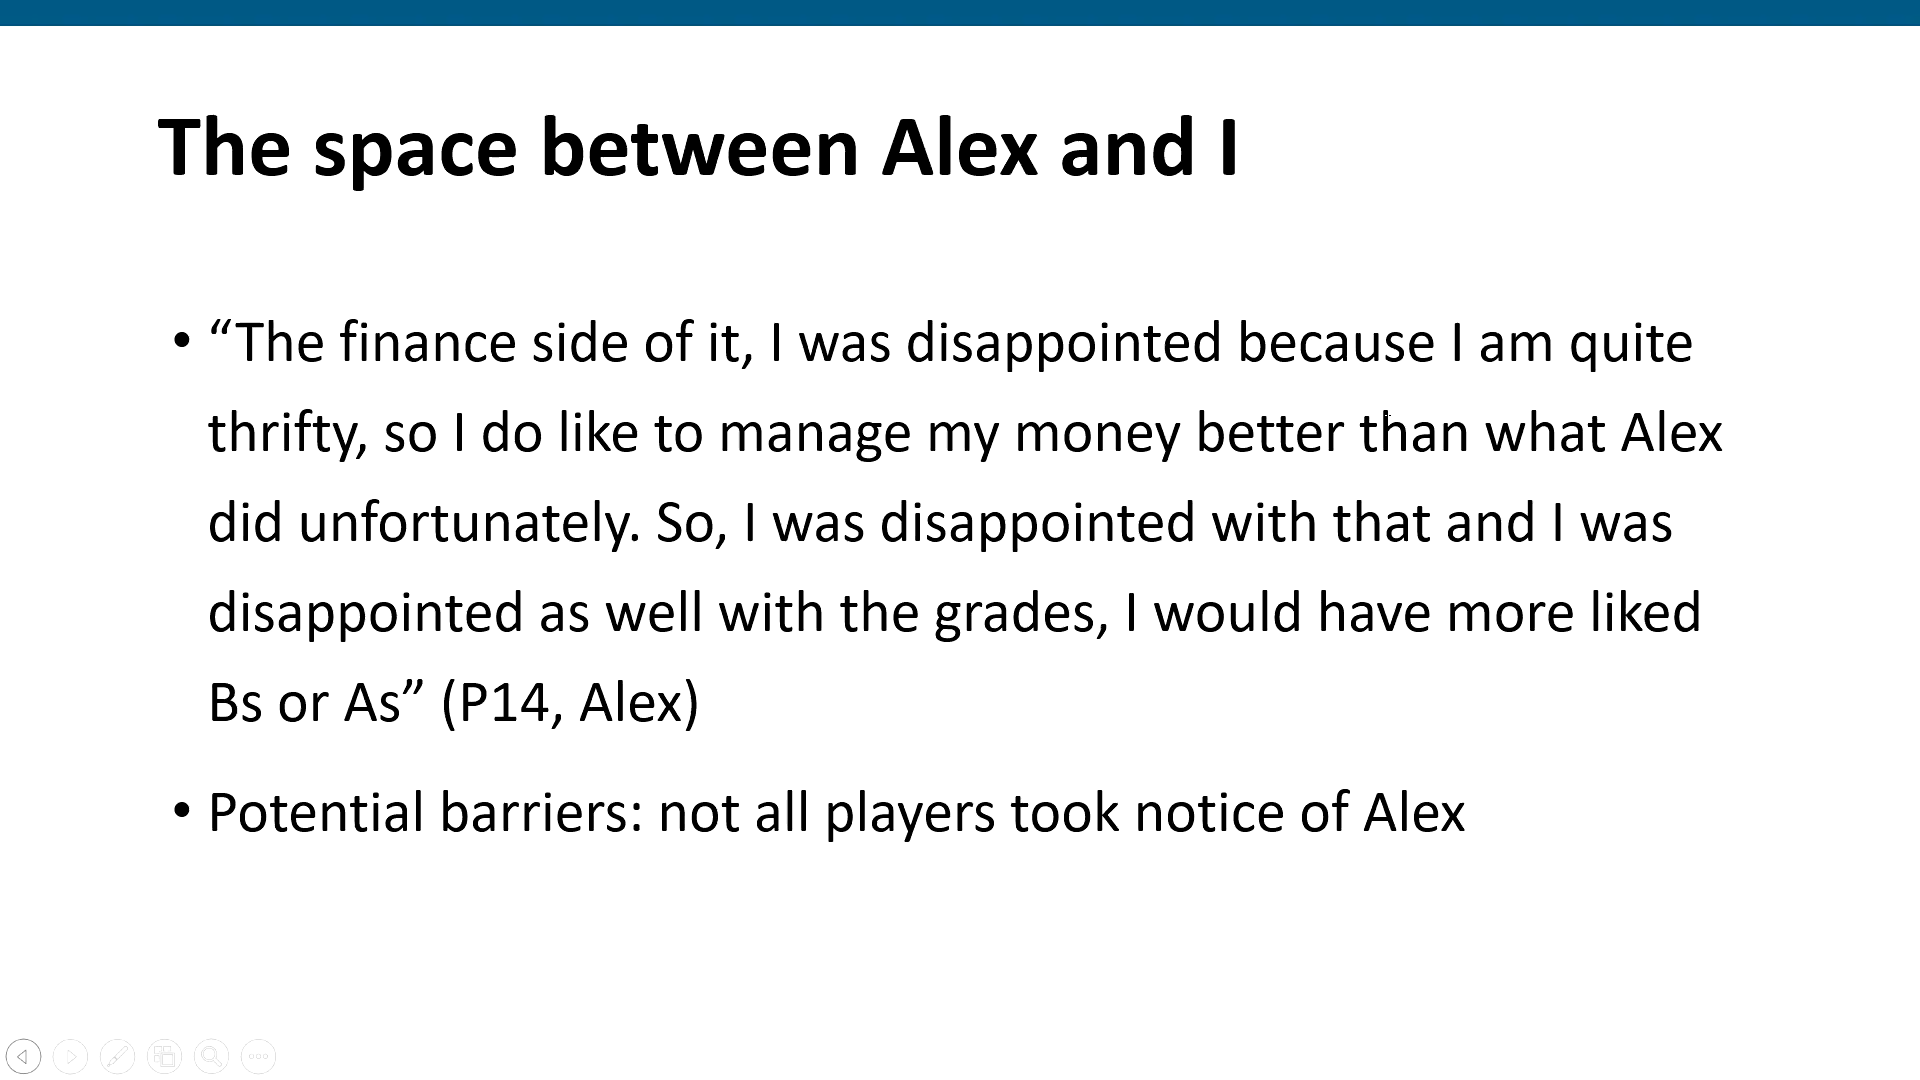 The space between Alex and I
• “The finance side of it, I was disappointed because I am quite
thrifty, so I do like to manage my money better than what Alex
did unfortunately. So, I was disappointed with that and I was
disappointed as well with the grades, I would have more liked
Bs or As” (P14, Alex)
• Potential barriers: not all players took notice of Alex